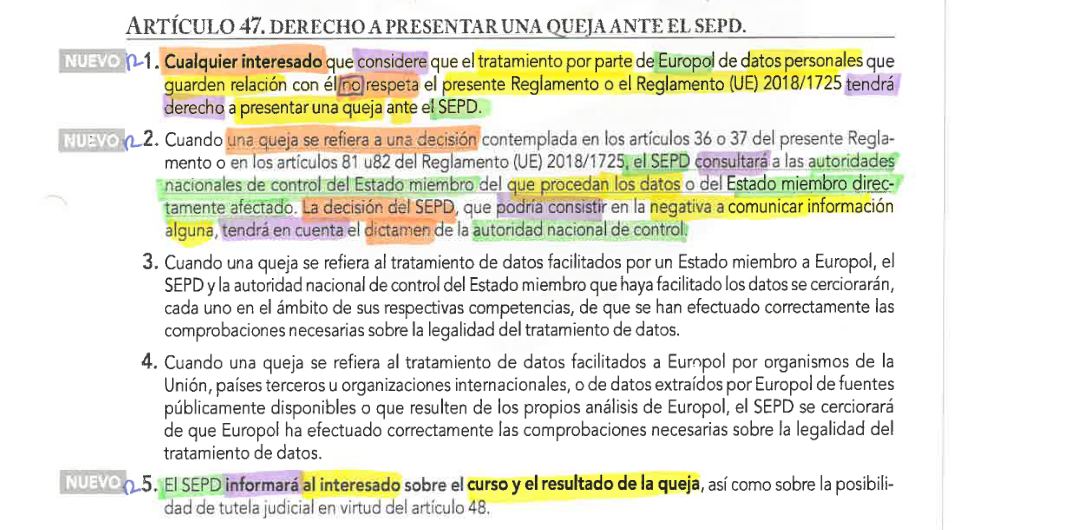 ARTÍCULO 47. DERECHO A PRESENTAR UNA QUEJA ANTE EL SEPD.
NUEVO 1. Cualquier interesado que considere que el tratamiento por parte de Europol de datos personales que
guarden relación con él no respeta el presente Reglamento o el Reglamento (UE) 2018/1725 tendrá
derecho a presentar una queja ante el SEPD.
NUEVO 2. Cuando una queja se refiera a una decisión contemplada en los artículos 36 o 37 del presente Regla-
mento o en los artículos 81 u82 del Reglamento (UE) 2018/1725, el SEPD consultará a las autoridades
nacionales de control del Estado miembro del que procedan los datos o del Estado miembro direc-
tamente afectado. La decisión del SEPD, que podría consistir en la negativa a comunicar información
alguna, tendrá en cuenta el dictamen de la autoridad nacional de control.
3. Cuando una queja se refiera al tratamiento de datos facilitados por un Estado miembro a Europol, el
SEPD y la autoridad nacional de control del Estado miembro que haya facilitado los datos se cerciorarán,
cada uno en el ámbito de sus respectivas competencias, de que se han efectuado correctamente las
comprobaciones necesarias sobre la legalidad del tratamiento de datos.
4. Cuando una queja se refiera al tratamiento de datos facilitados a Europol por organismos de la
Unión, países terceros u organizaciones internacionales, o de datos extraídos por Europol de fuentes
públicamente disponibles o que resulten de los propios análisis de Europol, el SEPD se cerciorará
de que Europol ha efectuado correctamente las comprobaciones necesarias sobre la legalidad del
tratamiento de datos.
NUEVO 5. El SEPD informará al interesado sobre el curso y el resultado de la queja, así como sobre la posibili-
dad de tutela judicial en virtud del artículo 48.